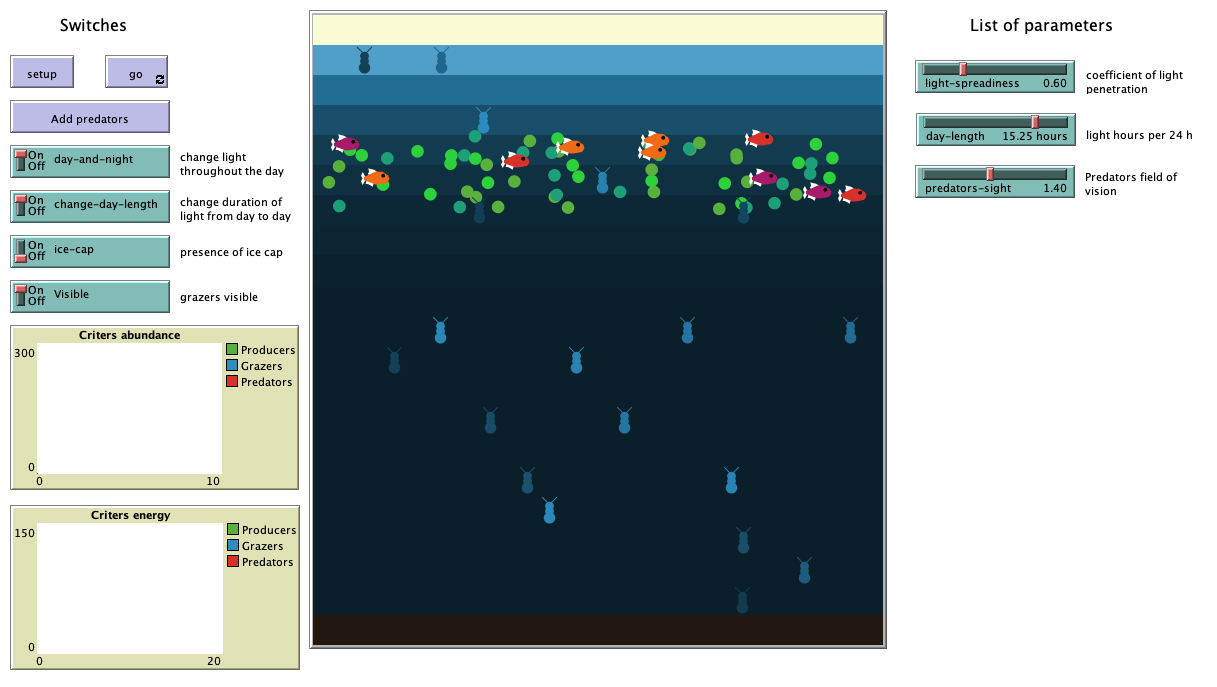 Switches
setup
go
Add predators
On
Off
day-and-night
change light
throughout the day
On
Off
change-day-length
change duration of
light from day to day
On
Off
ice-cap
presence of ice cap
On
Off
Visible
grazers visible
Criters abundance
300
0
0
10
Producers
Grazers
Predators
Criters energy
150
0
0
20
Producers
Grazers
Predators
List of parameters
light-spreadiness 0.60
coefficient of light
penetration
day-length 15.25 hours
light hours per 24 h
predators-sight 1.40
Predators field of
vision